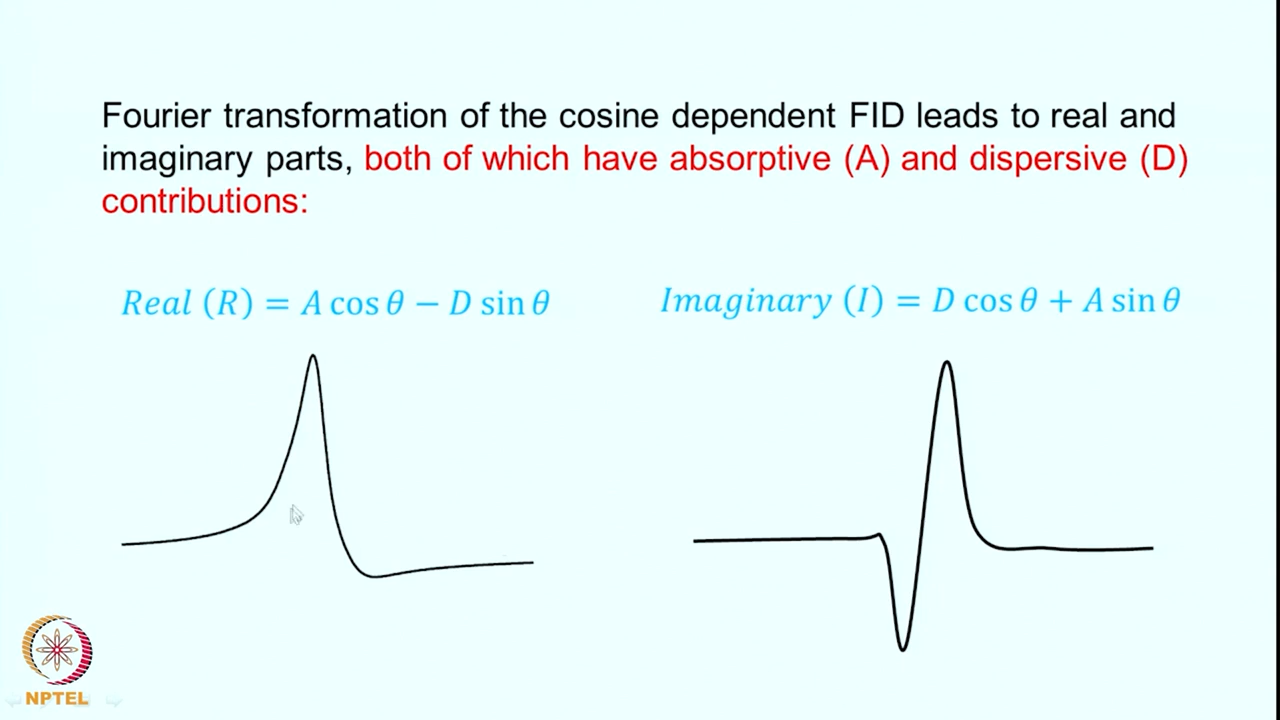 Fourier transformation of the cosine dependent FID leads to real and
imaginary parts, both of which have absorptive (A) and dispersive (D)
contributions:
Real (R) = A cos θ − D sin θ
Imaginary (I) = D cos θ + A sin θ
NPTEL